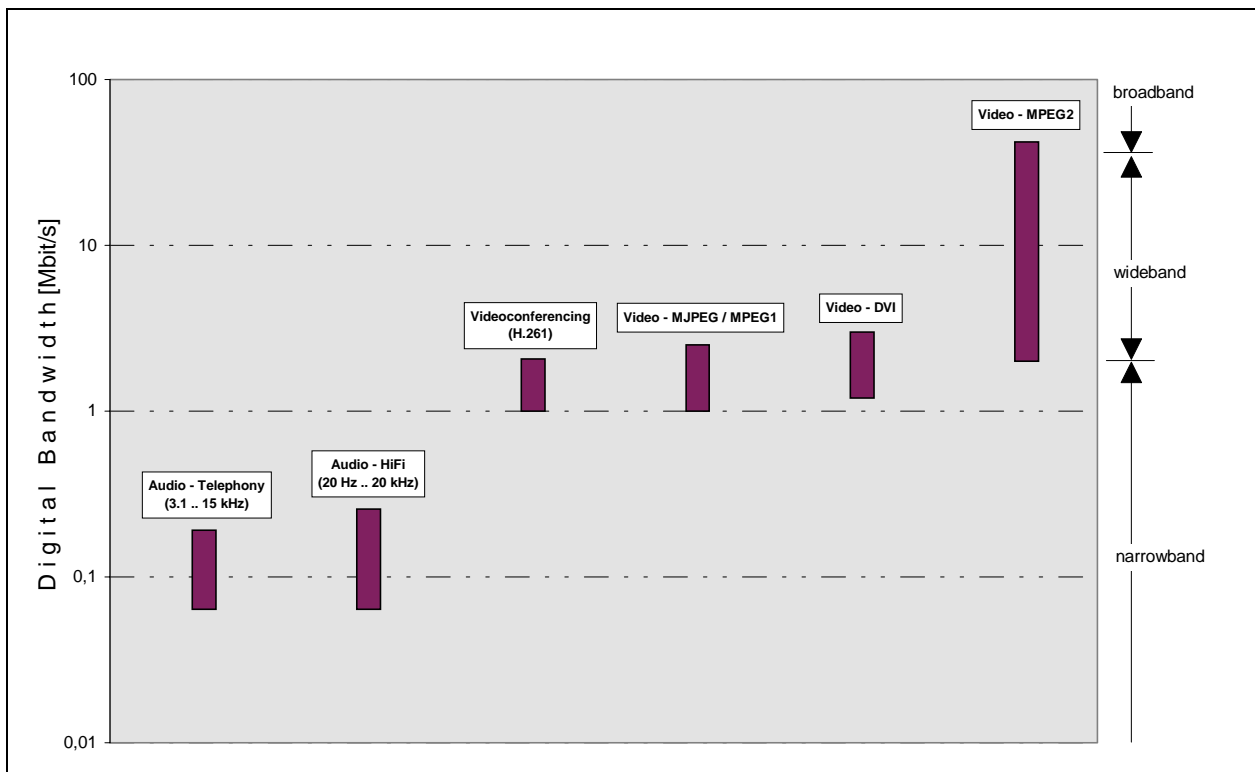 100
10
1
0,1
0,01
Digital Bandwidth [Mbit/s]
Audio - Telephony
(3.1 .. 15 kHz)
Audio - HiFi
(20 Hz .. 20 kHz)
Videoconferencing
(H.261)
Video - MJPEG / MPEG1
Video - DVI
Video - MPEG2
broadband
wideband
narrowband